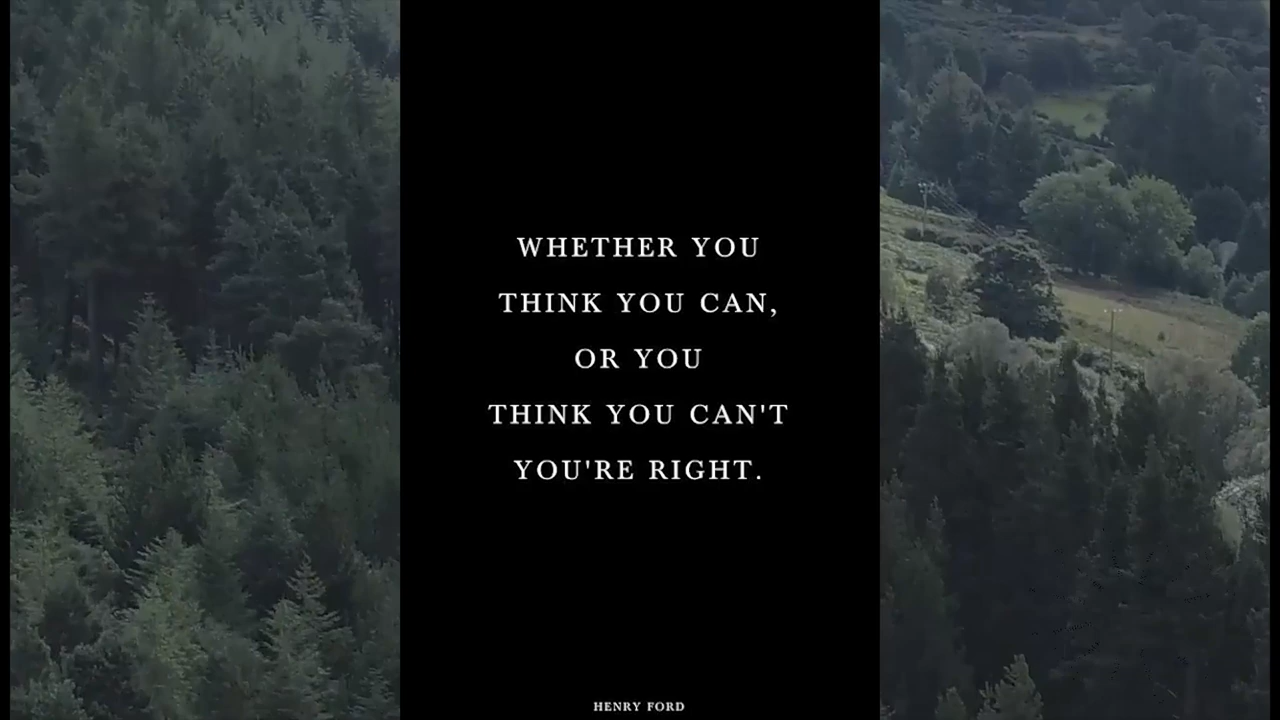 WHETHER YOU
THINK YOU CAN,
OR YOU
THINK YOU CAN'T
YOU'RE RIGHT.
HENRY FORD